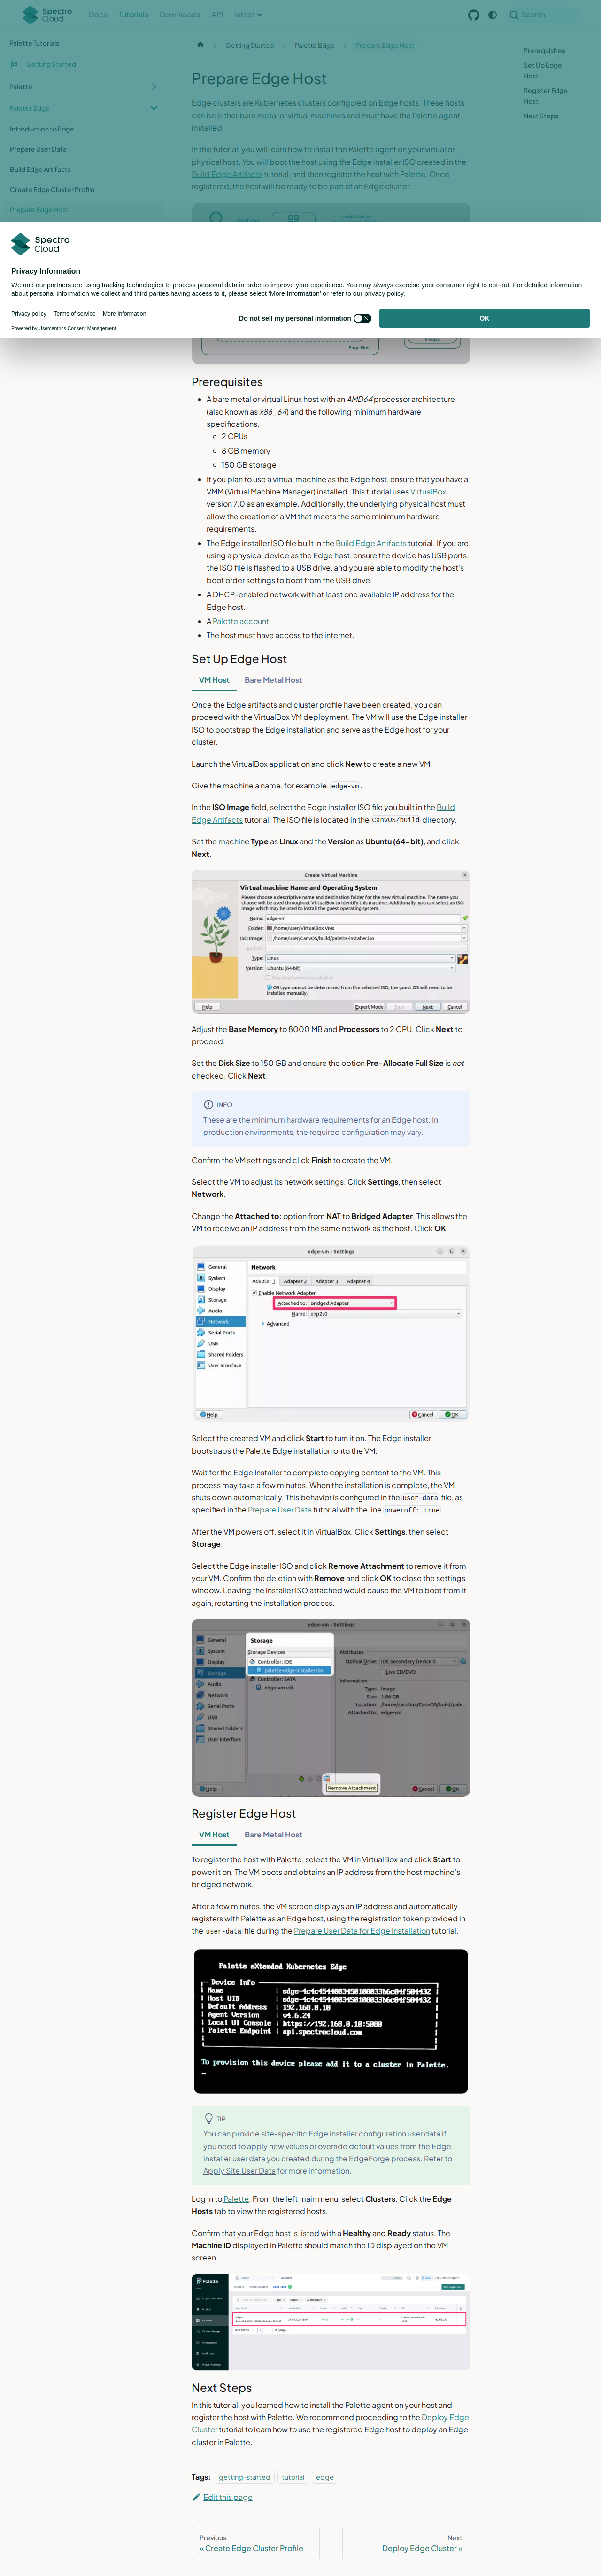 Spectro Cloud
Docs Tutorials Downloads API latest
Search
Palette Tutorials
Getting Started
Palette
Palette Edge
Introduction to Edge
Prepare User Data
Build Edge Artifacts
Create Edge Cluster Profile
Prepare Edge Host
Getting Started Palette Edge Prepare Edge Host
Prerequisites
Set Up Edge Host
Register Edge Host
Next Steps
Prepare Edge Host
Edge clusters are Kubernetes clusters configured on Edge hosts. These hosts
can be either bare metal or virtual machines and must have the Palette agent
installed.
In this tutorial, you will learn how to install the Palette agent on your virtual or
physical host. You will boot the host using the Edge installer ISO created in the
Build Edge Artifacts tutorial, and then register the host with Palette. Once
registered, the host will be ready to be part of an Edge cluster.
Spectro Cloud
Privacy Information
We and our partners are using tracking technologies to process personal data in order to improve your experience. You may always exercise your consumer right to opt-out. For detailed information
about personal information we collect and third parties having access to it, please select 'More Information' or refer to our privacy policy.
Privacy policy Terms of service More Information
Do not sell my personal information
OK
Powered by Usercentrics Consent Management
Edge Host
Images
Prerequisites
A bare metal or virtual Linux host with an AMD64 processor architecture
(also known as x86_64) and the following minimum hardware
specifications.
2 CPUs
8 GB memory
150 GB storage
If you plan to use a virtual machine as the Edge host, ensure that you have a
VMM (Virtual Machine Manager) installed. This tutorial uses VirtualBox
version 7.0 as an example. Additionally, the underlying physical host must
allow the creation of a VM that meets the same minimum hardware
requirements.
The Edge installer ISO file built in the Build Edge Artifacts tutorial. If you are
using a physical device as the Edge host, ensure the device has USB ports,
the ISO file is flashed to a USB drive, and you are able to modify the host's
boot order settings to boot from the USB drive.
A DHCP-enabled network with at least one available IP address for the
Edge host.
A Palette account.
The host must have access to the internet.
Set Up Edge Host
VM Host Bare Metal Host
Once the Edge artifacts and cluster profile have been created, you can
proceed with the VirtualBox VM deployment. The VM will use the Edge installer
ISO to bootstrap the Edge installation and serve as the Edge host for your
cluster.
Launch the VirtualBox application and click New to create a new VM.
Give the machine a name, for example, edge-vm.
In the ISO Image field, select the Edge installer ISO file you built in the Build
Edge Artifacts tutorial. The ISO file is located in the CanvOS/build directory.
Set the machine Type as Linux and the Version as Ubuntu (64-bit), and click
Next.
Create Virtual Machine
Virtual machine Name and Operating System
Please choose a descriptive name and destination folder for the new virtual machine. The name
you choose will be used throughout VirtualBox to identify this machine. Additionally, you can select an ISO
image which may be used to install the guest operating system.
Name: edge-vm
Folder: /home/user/VirtualBox VMs
ISO Image: /home/user/CanvOS/build/palette-installer.iso
Edition:
Type: Linux
Version: Ubuntu (64-bit)
Skip Unattended Installation
OS type cannot be determined from the selected ISO, the guest OS will need to be
installed manually.
Help Expert Mode Back Next Cancel
Adjust the Base Memory to 8000 MB and Processors to 2 CPU. Click Next to
proceed.
Set the Disk Size to 150 GB and ensure the option Pre-Allocate Full Size is not
checked. Click Next.
INFO
These are the minimum hardware requirements for an Edge host. In
production environments, the required configuration may vary.
Confirm the VM settings and click Finish to create the VM.
Select the VM to adjust its network settings. Click Settings, then select
Network.
Change the Attached to: option from NAT to Bridged Adapter. This allows the
VM to receive an IP address from the same network as the host. Click OK.
edge-vm - Settings
General
System
Display
Storage
Audio
Network
Serial Ports
USB
Shared Folders
User Interface
Network
Adapter 1 Adapter 2 Adapter 3 Adapter 4
Enable Network Adapter
Attached to: Bridged Adapter
Name: enp2s0
Advanced
Help Cancel OK
Select the created VM and click Start to turn it on. The Edge installer
bootstraps the Palette Edge installation onto the VM.
Wait for the Edge Installer to complete copying content to the VM. This
process may take a few minutes. When the installation is complete, the VM
shuts down automatically. This behavior is configured in the user-data file, as
specified in the Prepare User Data tutorial with the line poweroff: true.
After the VM powers off, select it in VirtualBox. Click Settings, then select
Storage.
Select the Edge installer ISO and click Remove Attachment to remove it from
your VM. Confirm the deletion with Remove and click OK to close the settings
window. Leaving the installer ISO attached would cause the VM to boot from it
again, restarting the installation process.
edge-vm - Settings
General
System
Display
Storage
Audio
Network
Serial Ports
USB
Shared Folders
User Interface
Storage
Storage Devices
Controller: IDE
palette-edge-installer.iso
Controller: SATA
edge-vm.vdi
Attributes
Optical Drive: IDE Secondary Device 0
Live CD/DVD
Information
Type: Image
Size: 1.86 GB
Location: /home/carolina/CanvOS/build/pale...
Attached to: edge-vm
Remove Attachment
Help Cancel OK
Register Edge Host
VM Host Bare Metal Host
To register the host with Palette, select the VM in VirtualBox and click Start to
power it on. The VM boots and obtains an IP address from the host machine's
bridged network.
After a few minutes, the VM screen displays an IP address and automatically
registers with Palette as an Edge host, using the registration token provided in
the user-data file during the Prepare User Data for Edge Installation tutorial.
Palette eXtended Kubernetes Edge
Device Info
Name edge-4c4c4544003450108033b6c04f504432
Host UID edge-4c4c4544003450108033b6c04f504432
Default Address 192.168.0.10
Agent Version v4.6.24
Local UI Console https://192.168.0.10:5080
Palette Endpoint api.spectrocloud.com
To provision this device please add it to a cluster in Palette.
TIP
You can provide site-specific Edge installer configuration user data if
you need to apply new values or override default values from the Edge
installer user data you created during the EdgeForge process. Refer to
Apply Site User Data for more information.
Log in to Palette. From the left main menu, select Clusters. Click the Edge
Hosts tab to view the registered hosts.
Confirm that your Edge host is listed with a Healthy and Ready status. The
Machine ID displayed in Palette should match the ID displayed on the VM
screen.
Palette
Project Overview
Profiles
Clusters
Cluster Groups
Workspaces
Audit Logs
Project Settings
Next Steps
In this tutorial, you learned how to install the Palette agent on your host and
register the host with Palette. We recommend proceeding to the Deploy Edge
Cluster tutorial to learn how to use the registered Edge host to deploy an Edge
cluster in Palette.
Tags: getting-started tutorial edge
Edit this page
Previous
« Create Edge Cluster Profile
Next
Deploy Edge Cluster »